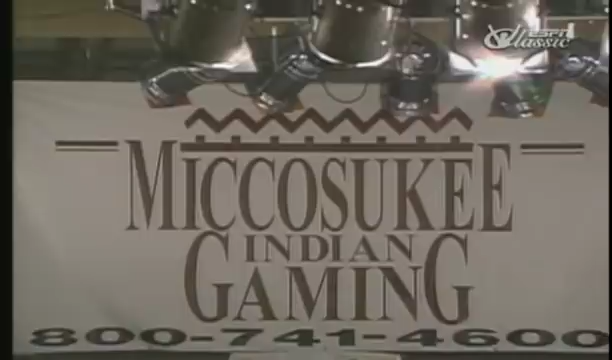 ESPN
Classic
MICCOSUKEE
INDIAN
GAMING
800-741-4600